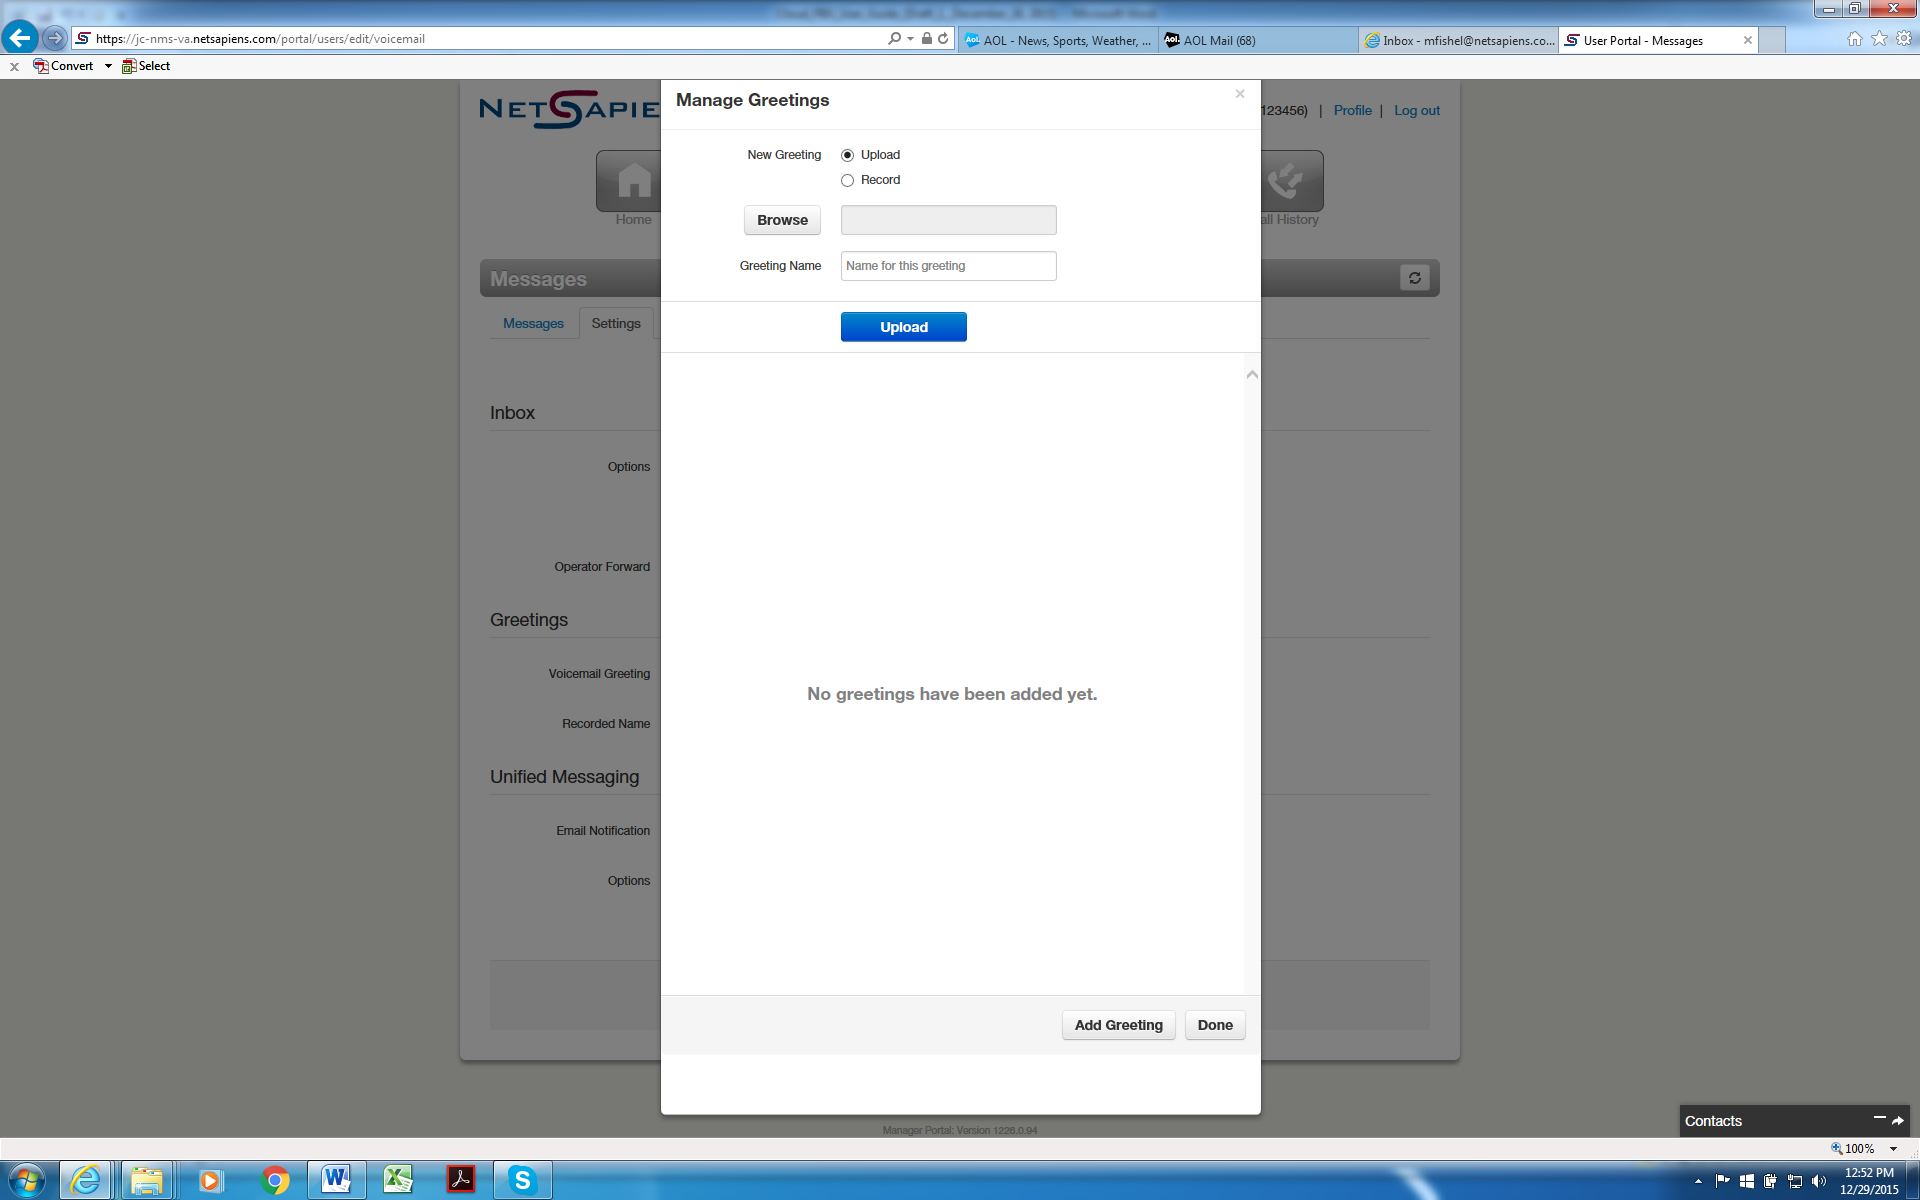 https://jc-nms-va.netsapiens.com/portal/users/edit/voicemail
AOL - News, Sports, Weather, ...
AOL Mail (68)
Inbox - mfishel@netsapiens.co...
User Portal - Messages
Convert
Select
NETSAPIE
Manage Greetings
123456) | Profile | Log out
New Greeting
Upload
Record
Home
all History
Browse
Greeting Name
Name for this greeting
Messages
Upload
Messages
Settings
Inbox
Options
Operator Forward
Greetings
Voicemail Greeting
No greetings have been added yet.
Recorded Name
Unified Messaging
Email Notification
Options
Add Greeting
Done
Contacts
Manager Portal: Version 1226.0.94
100%
12:52 PM
12/29/2015